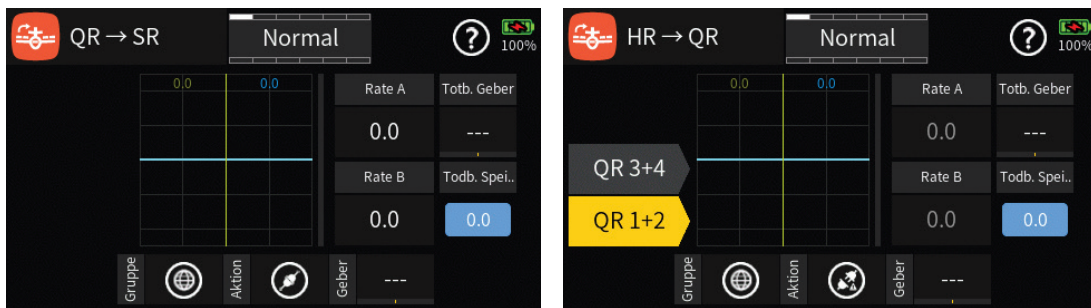 QR → SR
Normal
100%
0.0 0.0
Rate A
Totb. Geber
0.0
---
Rate B
Todb. Spei..
0.0
0.0
Gruppe
Aktion
Geber
---
HR → QR
Normal
100%
0.0 0.0
Rate A
Totb. Geber
0.0
---
QR 3+4
Rate B
Todb. Spei..
QR 1+2
0.0
0.0
Gruppe
Aktion
Geber
---